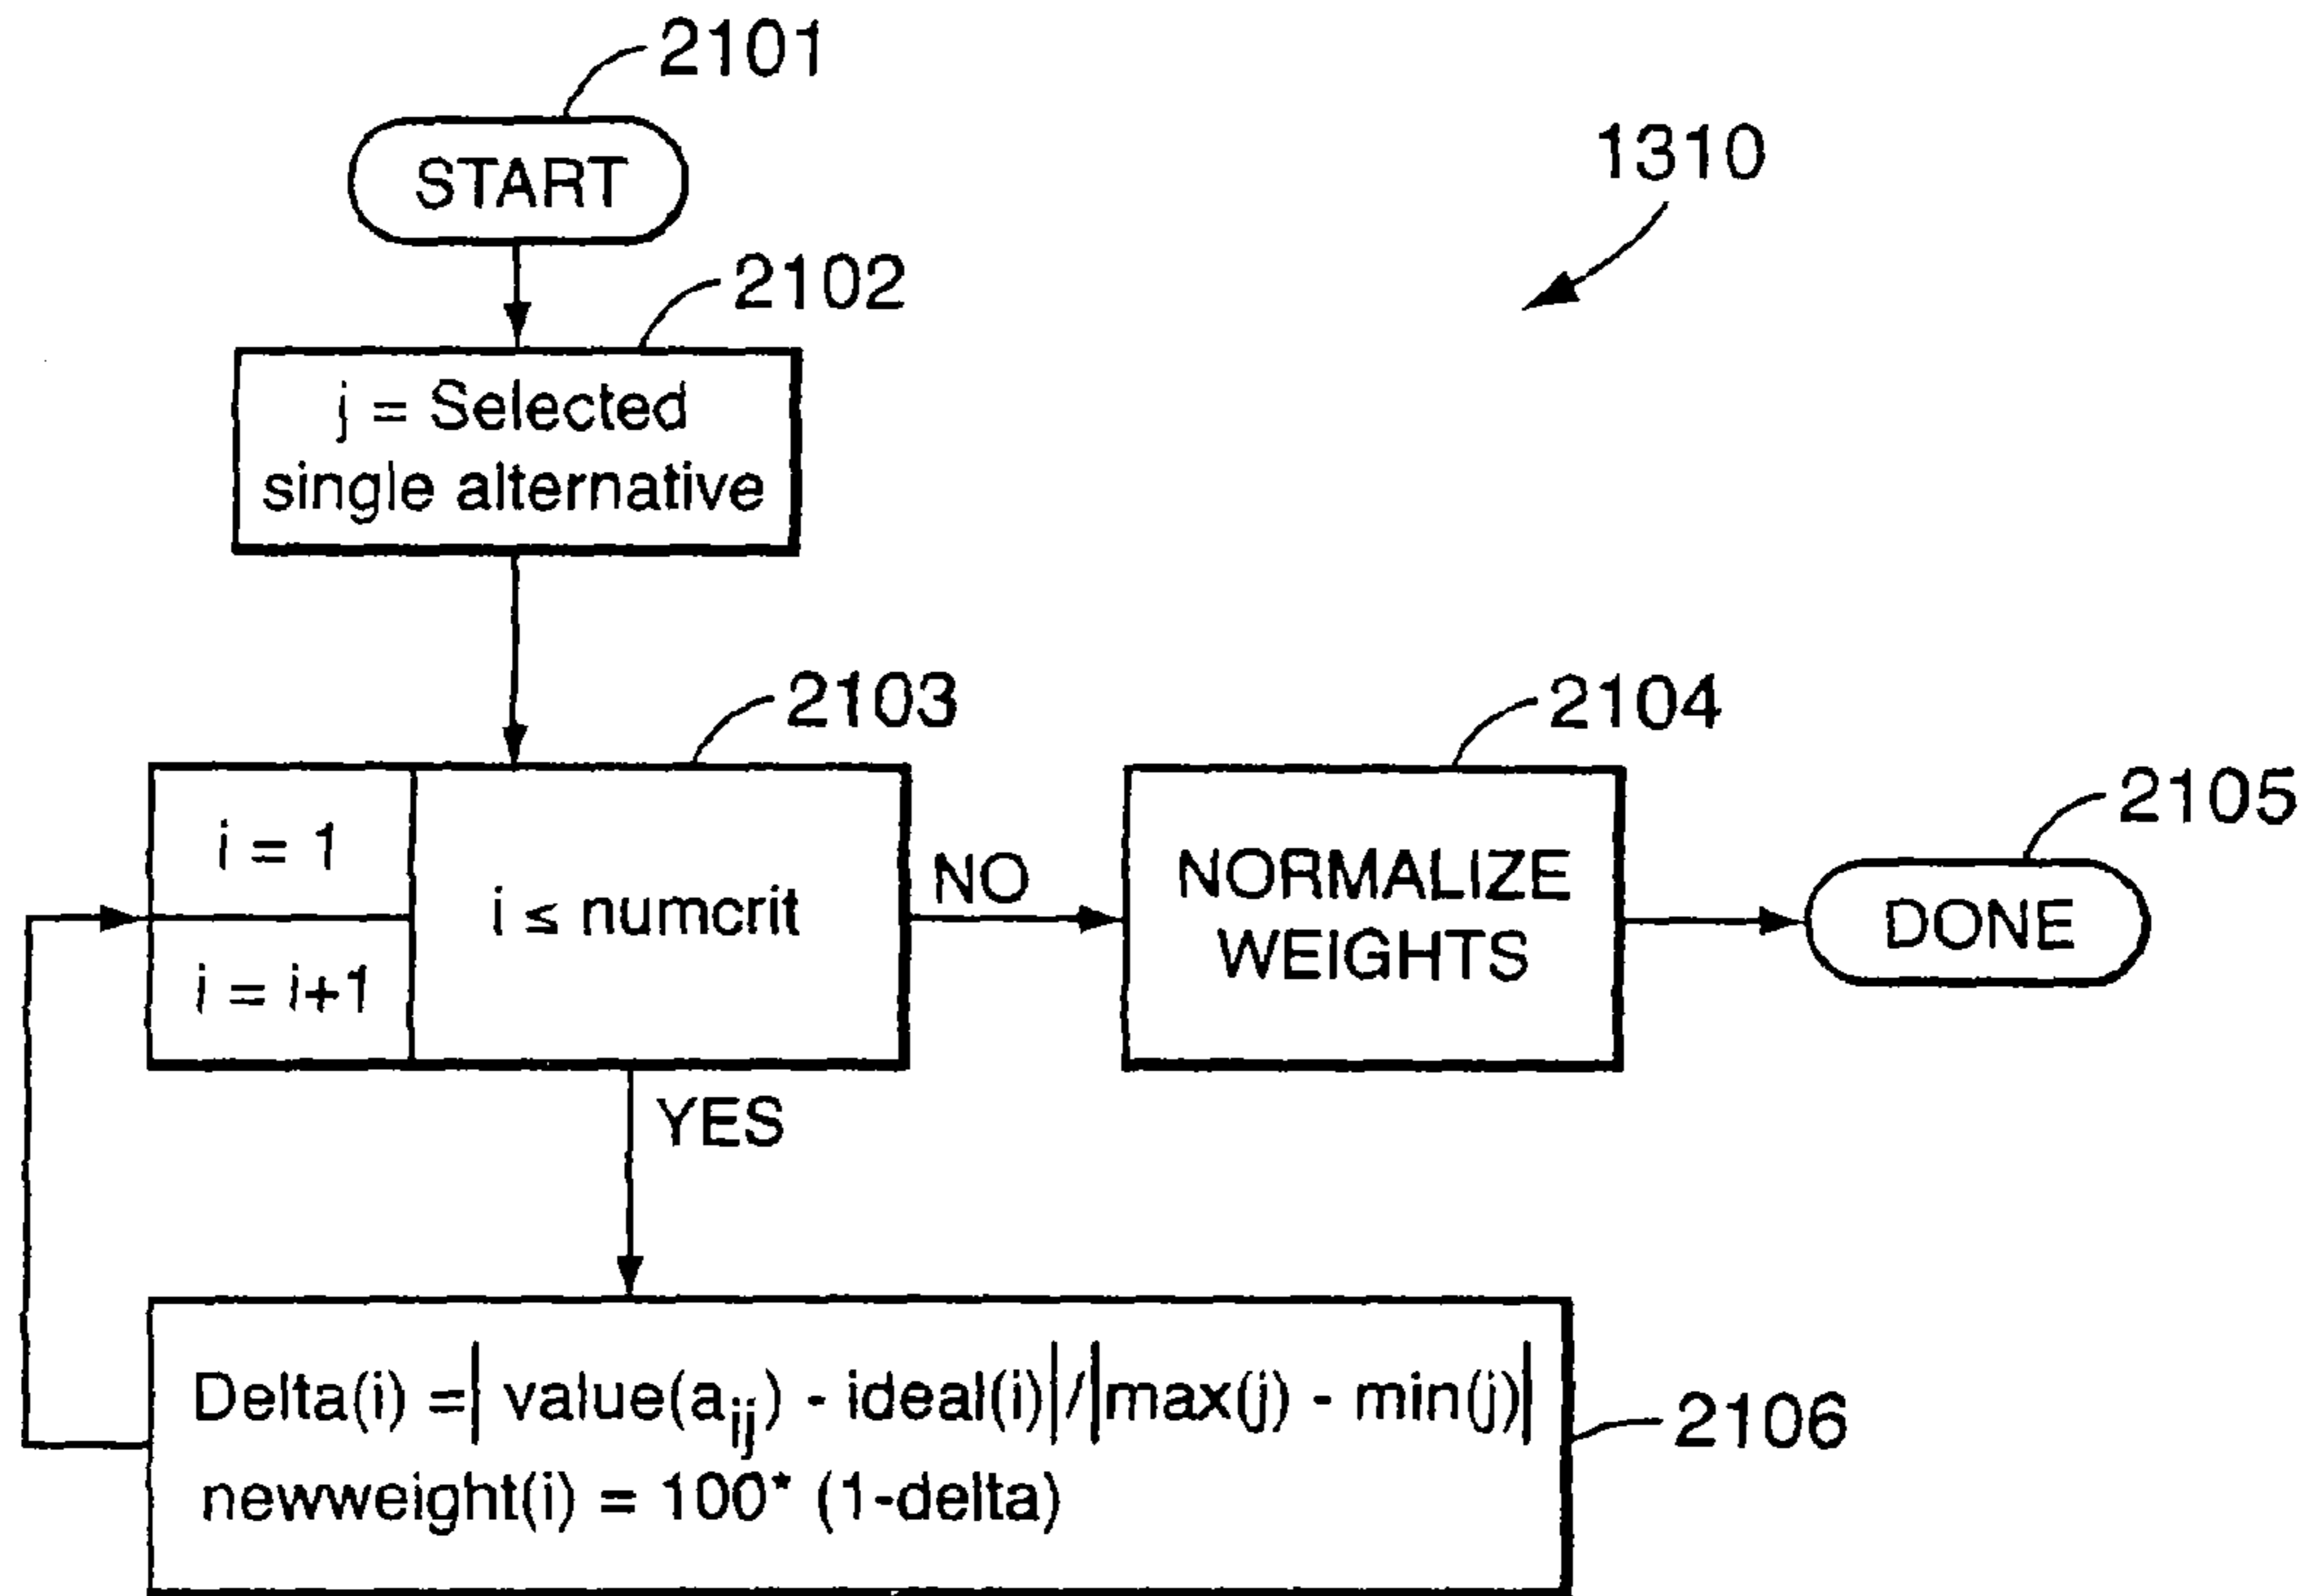 2101
START
1310
2102
j = Selected
single alternative
2103
i = 1
i = i+1
i ≤ numcrit
NO
2104
NORMALIZE
WEIGHTS
2105
DONE
YES
Delta(i) =| value(aij) - ideal(i)|/|max(j) - min(j)|
newweight(i) = 100* (1-delta)
2106